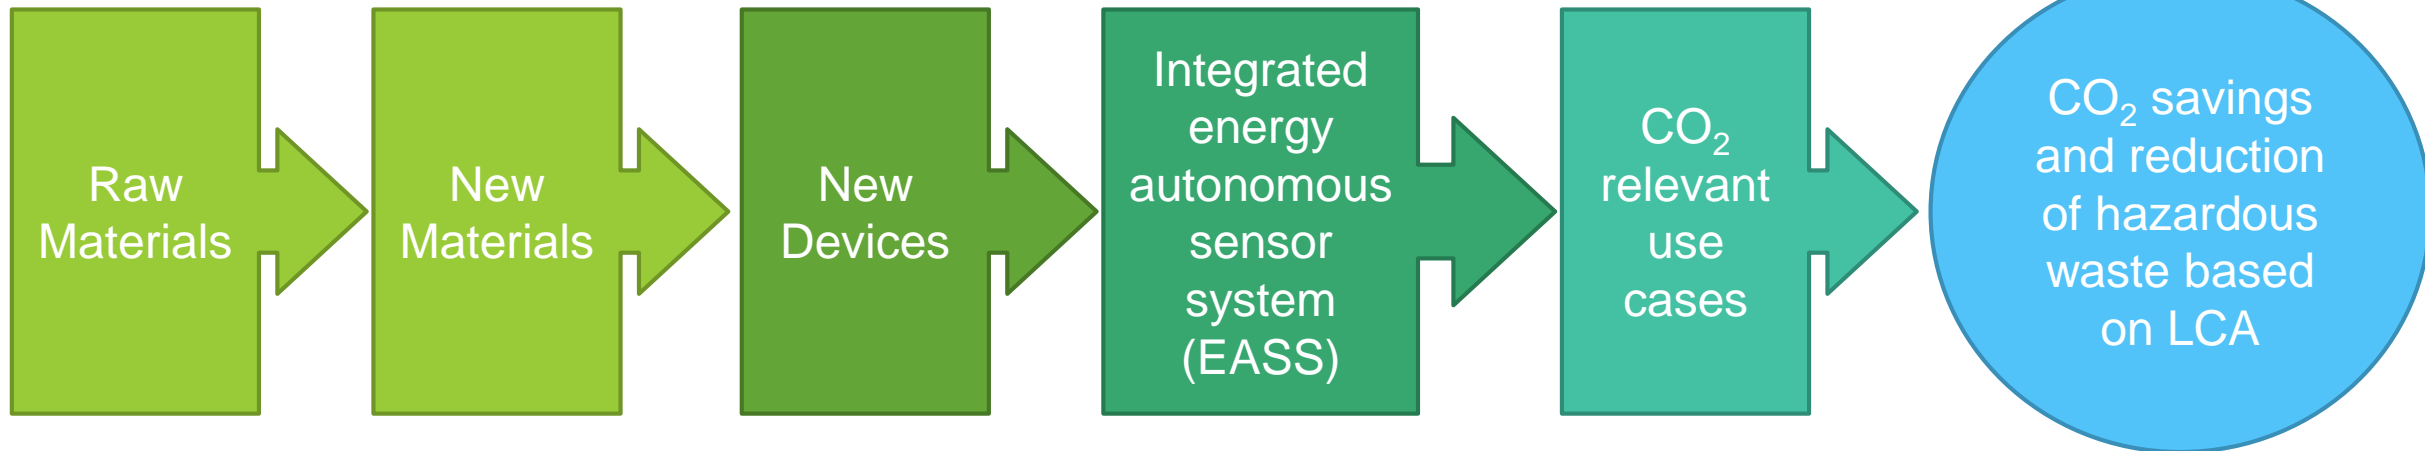 Raw
Materials
New
Materials
New
Devices
Integrated
energy
autonomous
sensor
system
(EASS)
CO₂
relevant
use
cases
CO₂ savings
and reduction
of hazardous
waste based
on LCA